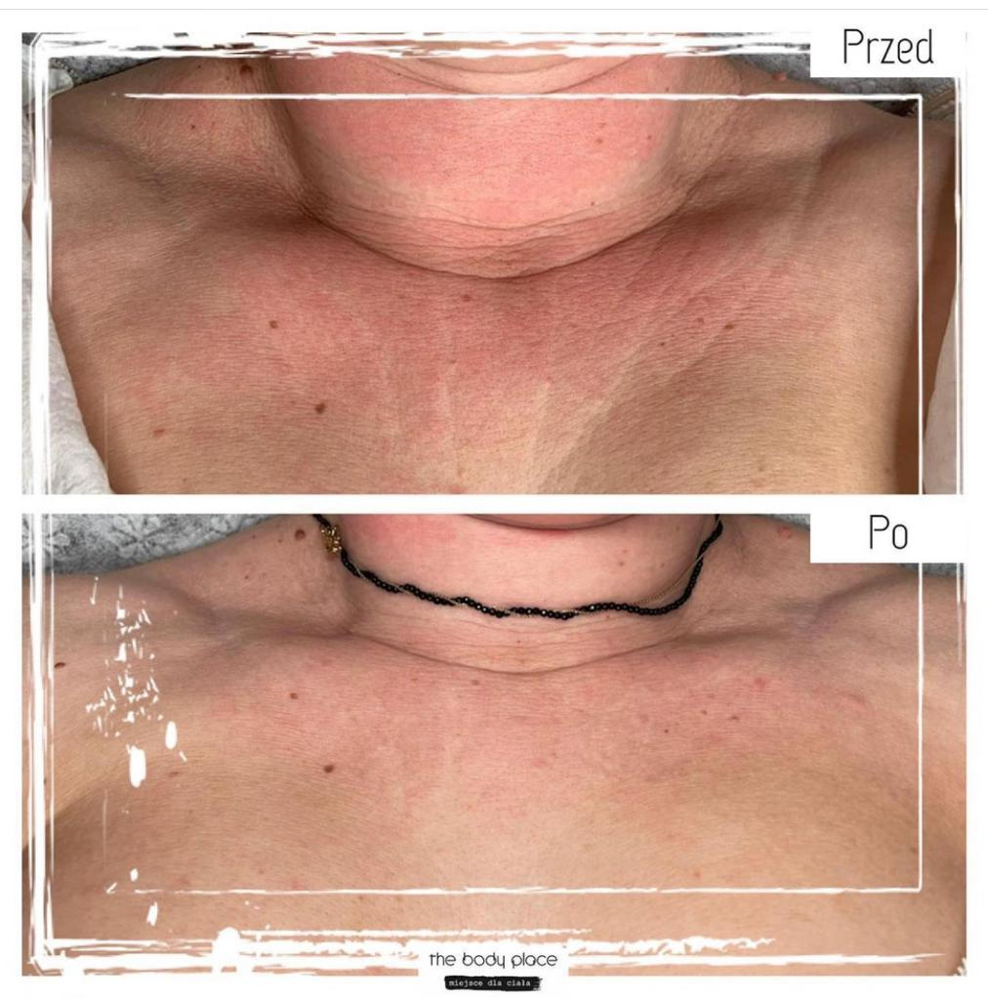 Przed
Po
the body place
miejsce dla ciała